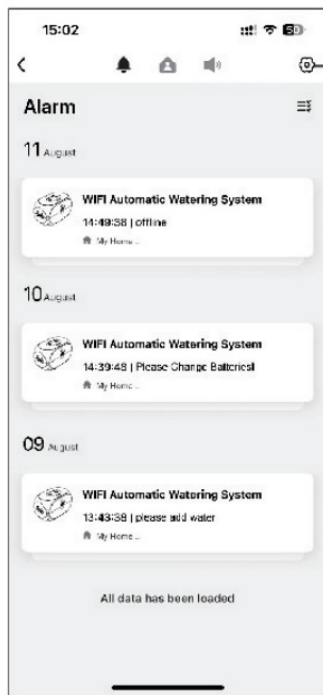 15:02
50
Alarm
11 August
WIFI Automatic Watering System
14:49:38 | offline
My Home...
10 August
WIFI Automatic Watering System
14:39:48 | Please Change Batteries!
My Home...
09 August
WIFI Automatic Watering System
13:43:38 | please add water
My Home...
All data has been loaded